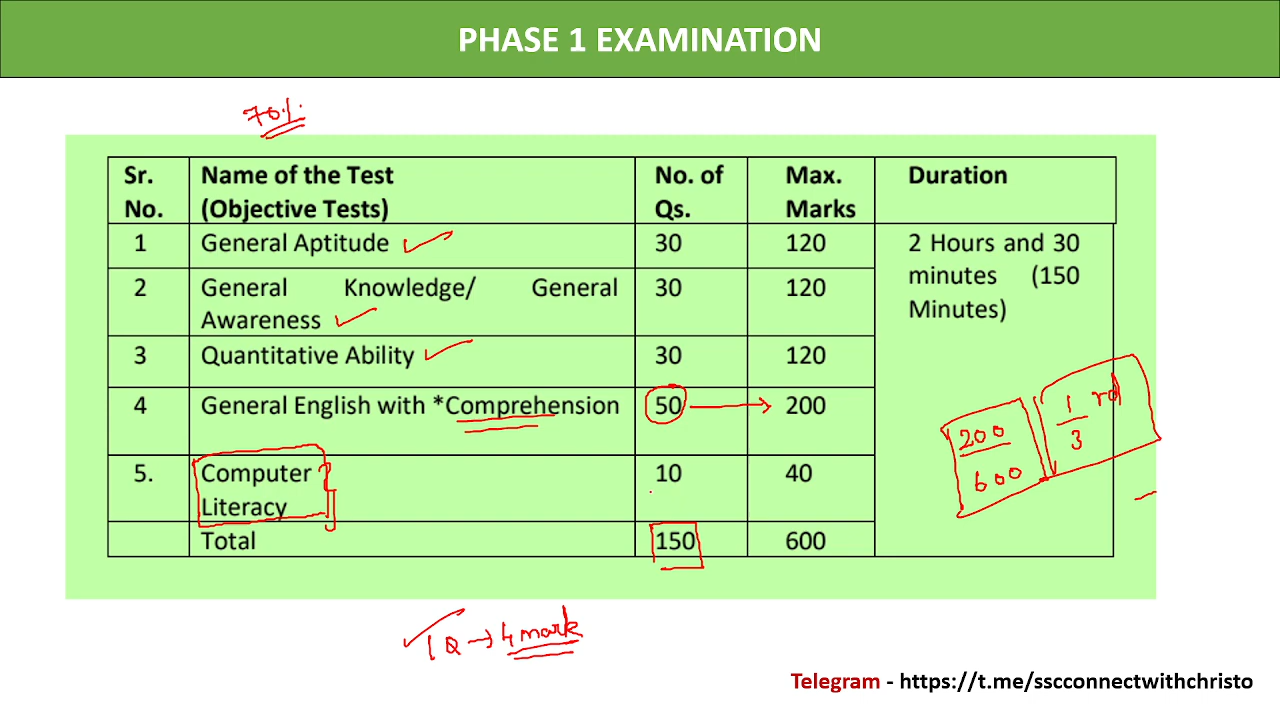 PHASE 1 EXAMINATION
70%
Sr. No. Name of the Test (Objective Tests) No. of Qs. Max. Marks Duration
1 General Aptitude 30 120 2 Hours and 30 minutes (150 Minutes)
2 General Knowledge/ General Awareness 30 120
3 Quantitative Ability 30 120
4 General English with *Comprehension 50 200
200/600 1/3 rd
5. Computer Literacy 10 40
Total 150 600
1 Q → 4 mark
Telegram - https://t.me/sscconnectwithchristo